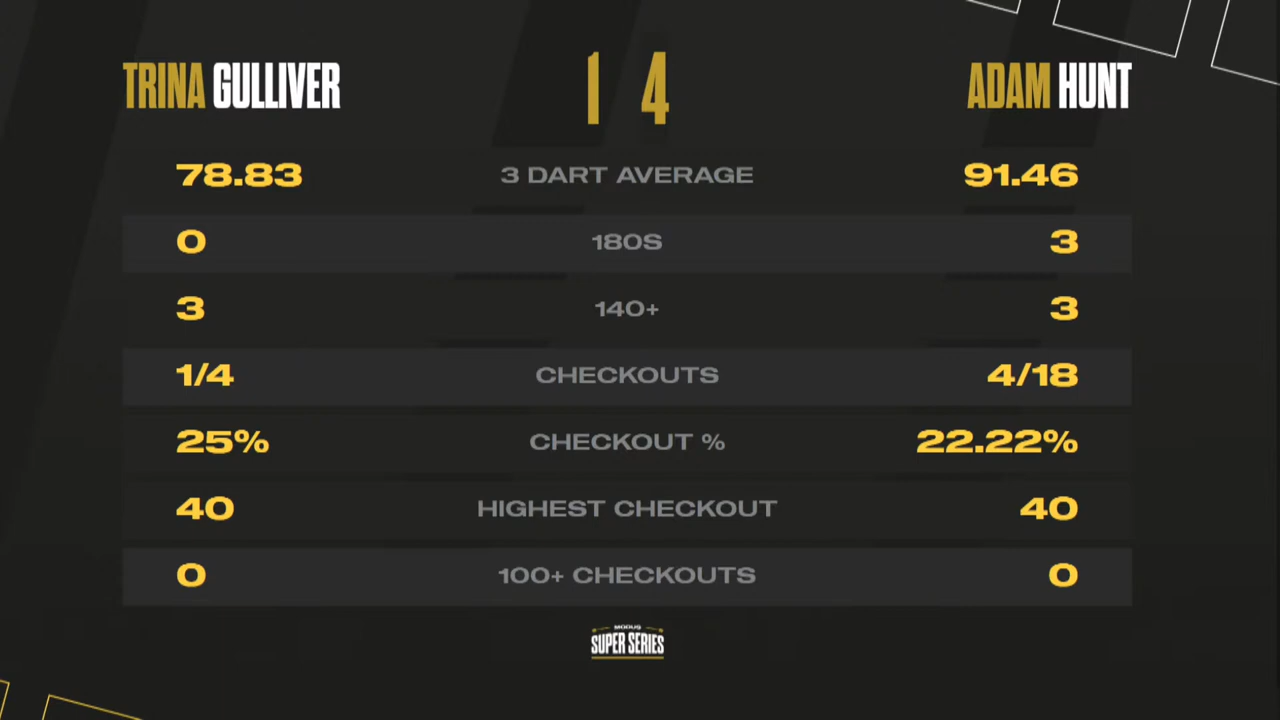 TRINA GULLIVER 1 4 ADAM HUNT
78.83 3 DART AVERAGE 91.46
0 180S 3
3 140+ 3
1/4 CHECKOUTS 4/18
25% CHECKOUT % 22.22%
40 HIGHEST CHECKOUT 40
0 100+ CHECKOUTS 0
MODUS
SUPER SERIES